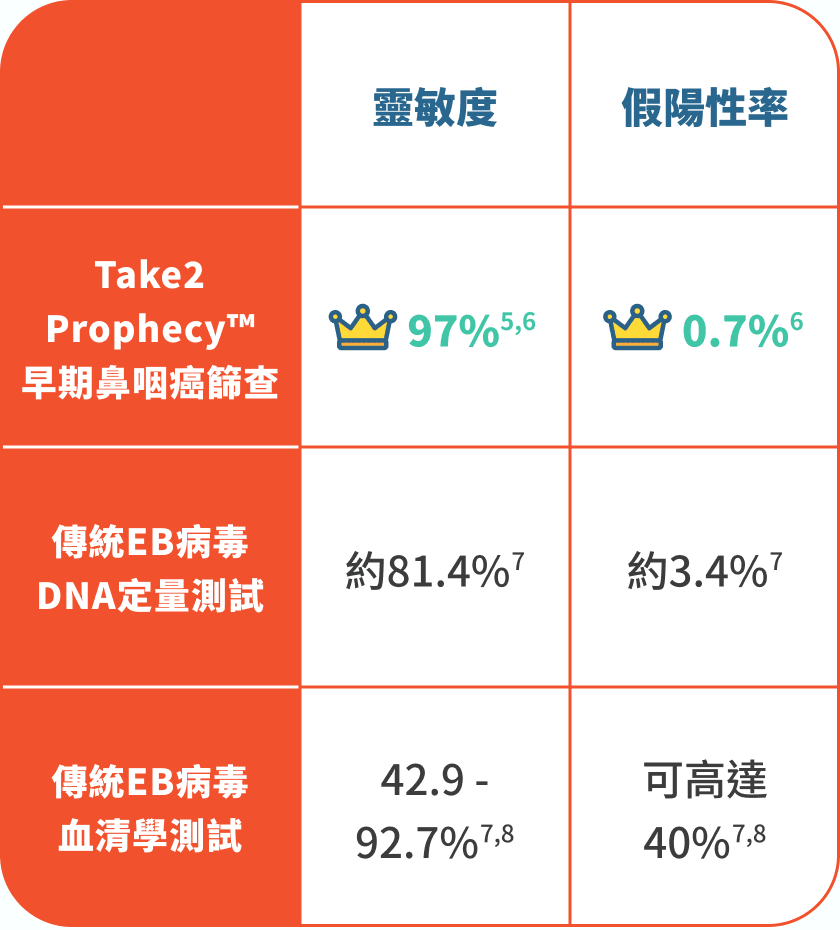 靈敏度
假陽性率
Take2
Prophecy™
早期鼻咽癌篩查
97%5,6
0.7%6
傳統EB病毒
DNA定量測試
約81.4%7
約3.4%7
傳統EB病毒
血清學測試
42.9 -
92.7%7,8
可高達
40%7,8